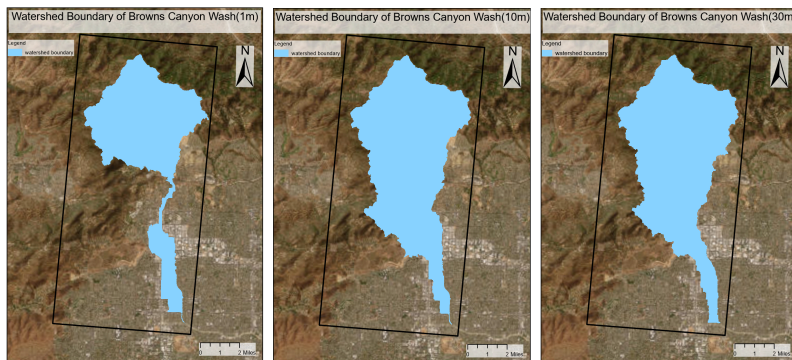 Watershed Boundary of Browns Canyon Wash(1m)
Legend
watershed boundary
N
0 1 2 Miles
Watershed Boundary of Browns Canyon Wash(10m)
Legend
watershed boundary
N
0 1 2 Miles
Watershed Boundary of Browns Canyon Wash(30m
Legend
watershed boundary
N
0 1 2 Miles